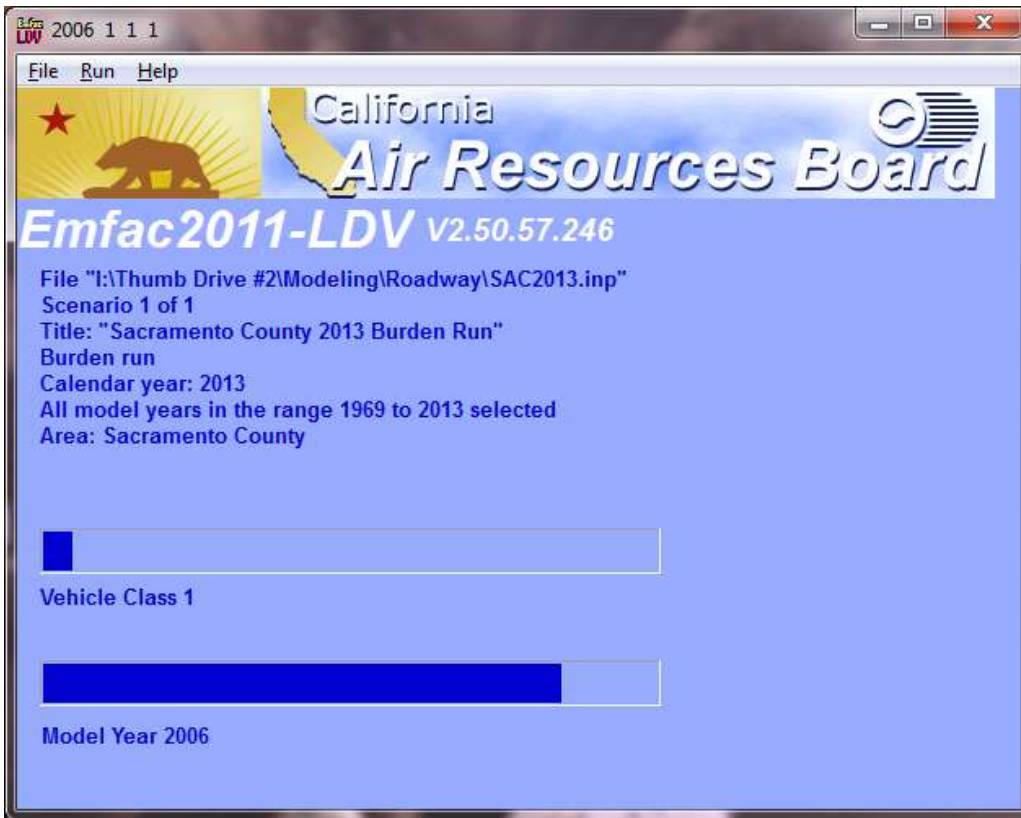 Emfac LDV 2006 1 1 1
File Run Help
California
Air Resources Board
Emfac2011-LDV V2.50.57.246
File "I:\Thumb Drive #2\Modeling\Roadway\SAC2013.inp"
Scenario 1 of 1
Title: "Sacramento County 2013 Burden Run"
Burden run
Calendar year: 2013
All model years in the range 1969 to 2013 selected
Area: Sacramento County
Vehicle Class 1
Model Year 2006